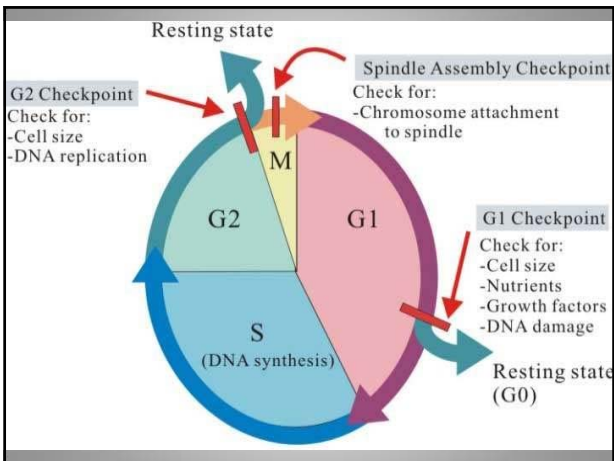 Resting state
G2 Checkpoint
Check for:
-Cell size
-DNA replication
Spindle Assembly Checkpoint
Check for:
-Chromosome attachment
to spindle
M
G2
G1
G1 Checkpoint
Check for:
-Cell size
-Nutrients
-Growth factors
-DNA damage
S
(DNA synthesis)
Resting state
(G0)